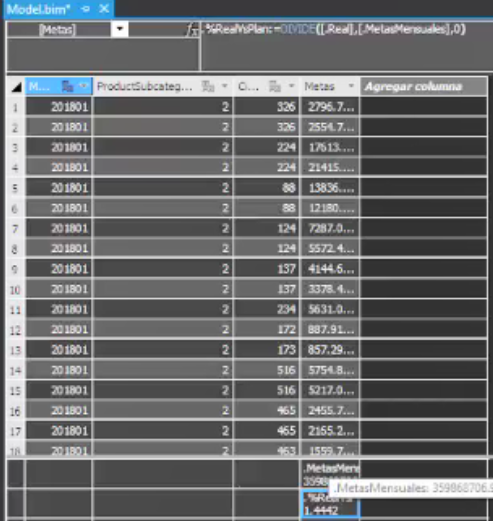 Model.bim*
[Metas] fx .%RealVsPlan:=DIVIDE([.Real],[.MetasMensuales],0)
M... ProductSubcateg... Ci... Metas Agregar columna
1 201801 2 326 2796.7...
2 201801 2 326 2554.7...
3 201801 2 224 17613....
4 201801 2 224 21415....
5 201801 2 88 13836....
6 201801 2 88 12180....
7 201801 2 124 7287.0...
8 201801 2 124 5572.4...
9 201801 2 137 4144.6...
10 201801 2 137 3378.4...
11 201801 2 234 5631.0...
12 201801 2 172 887.91...
13 201801 2 173 857.29...
14 201801 2 516 5754.8...
15 201801 2 516 5217.0...
16 201801 2 465 2455.7...
17 201801 2 465 2165.2...
18 201801 2 463 1559.7...
.MetasMens
.MetasMensuales: 359868706.9
1.4442